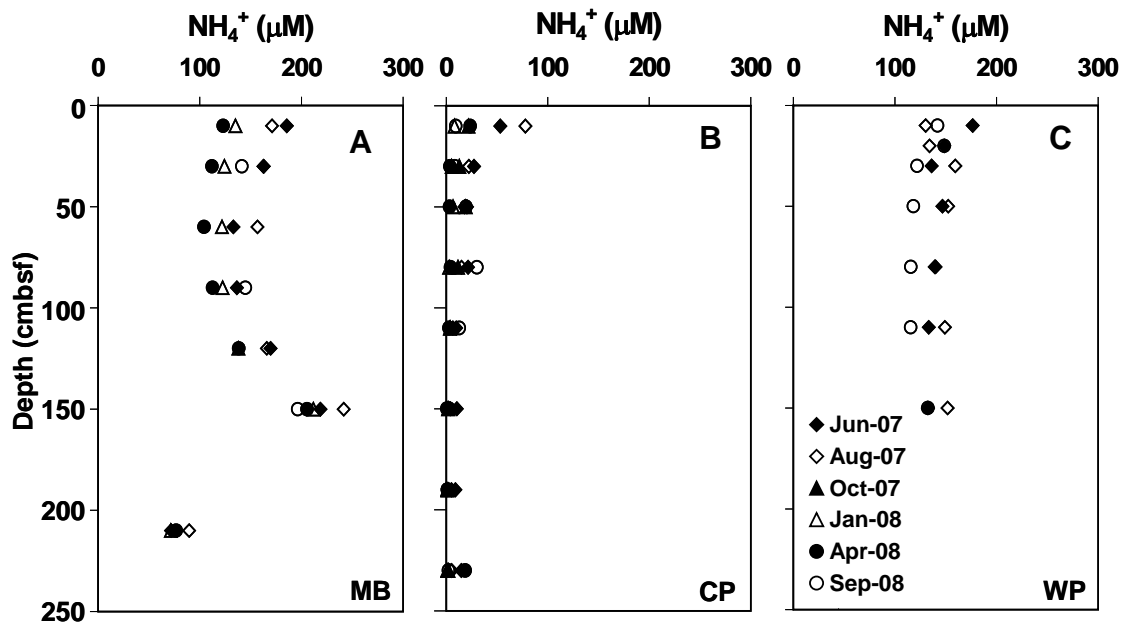 NH₄⁺ (μM)
NH₄⁺ (μM)
NH₄⁺ (μM)
0 100 200 300
0 100 200 300
0 100 200 300
0
50
100
150
200
250
Depth (cmbsf)
A
MB
B
CP
C
Jun-07
Aug-07
Oct-07
Jan-08
Apr-08
Sep-08
WP